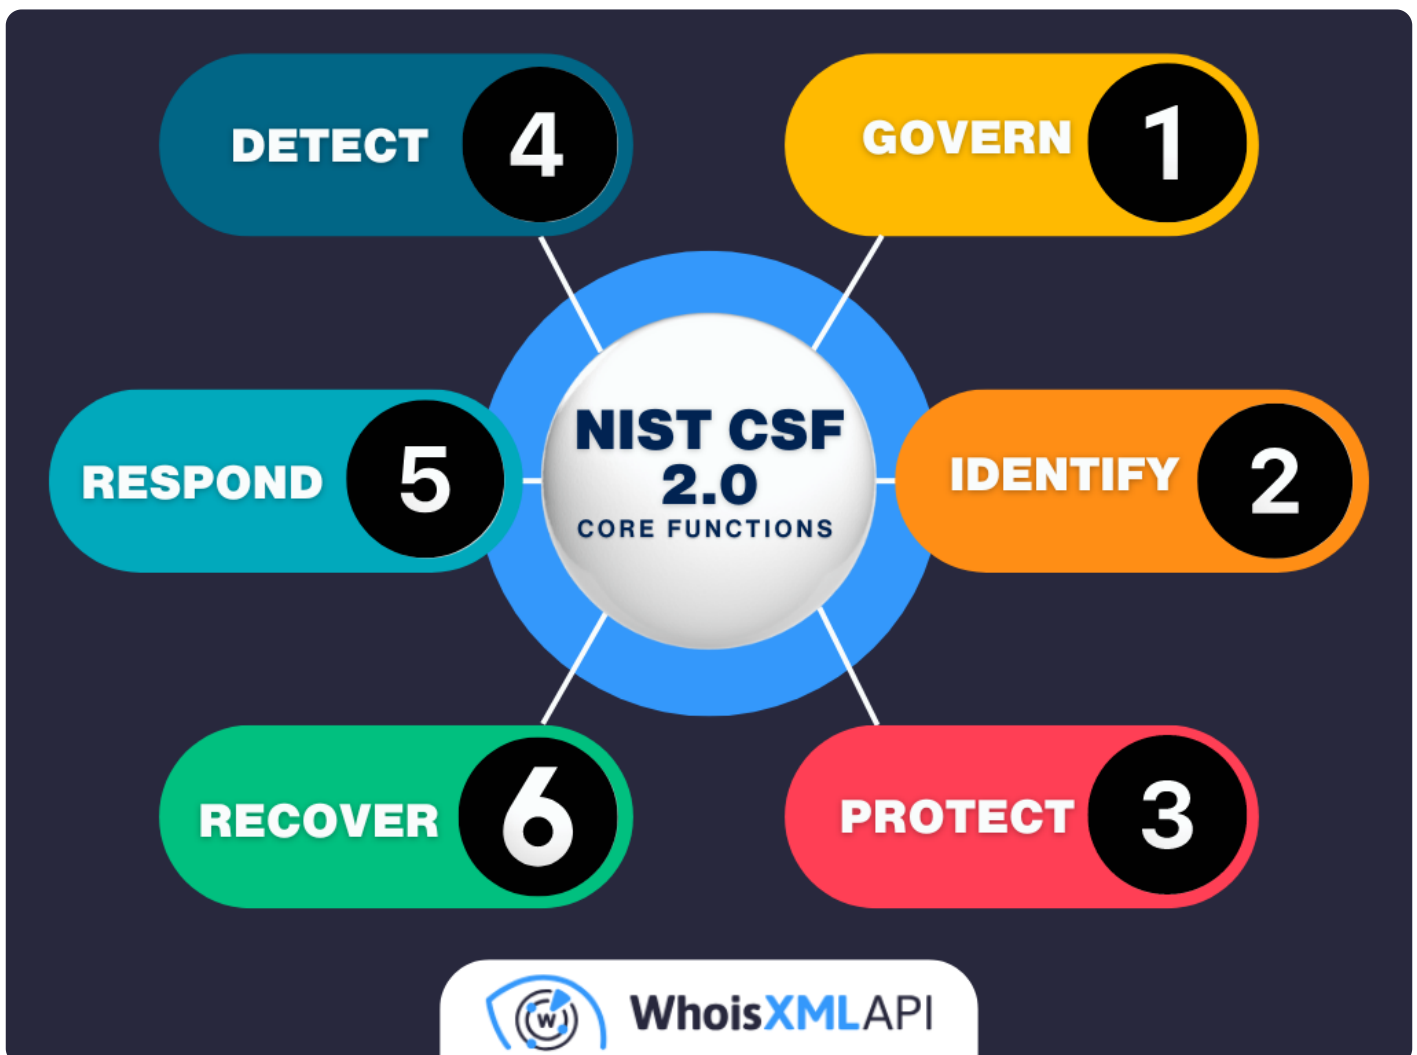 DETECT 4
GOVERN 1
NIST CSF
2.0
CORE FUNCTIONS
RESPOND 5
IDENTIFY 2
RECOVER 6
PROTECT 3
W
WhoisXMLAPI